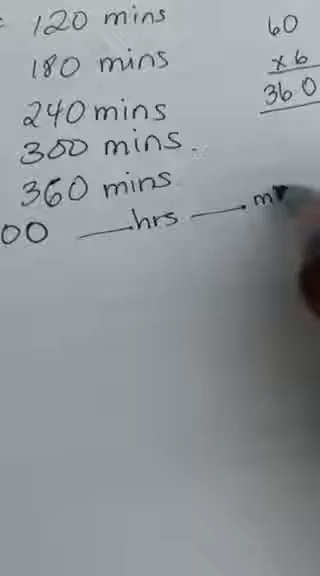 = 120 mins
180 mins
240 mins
300 mins.
360 mins
00 — hrs — m
60
x 6
360